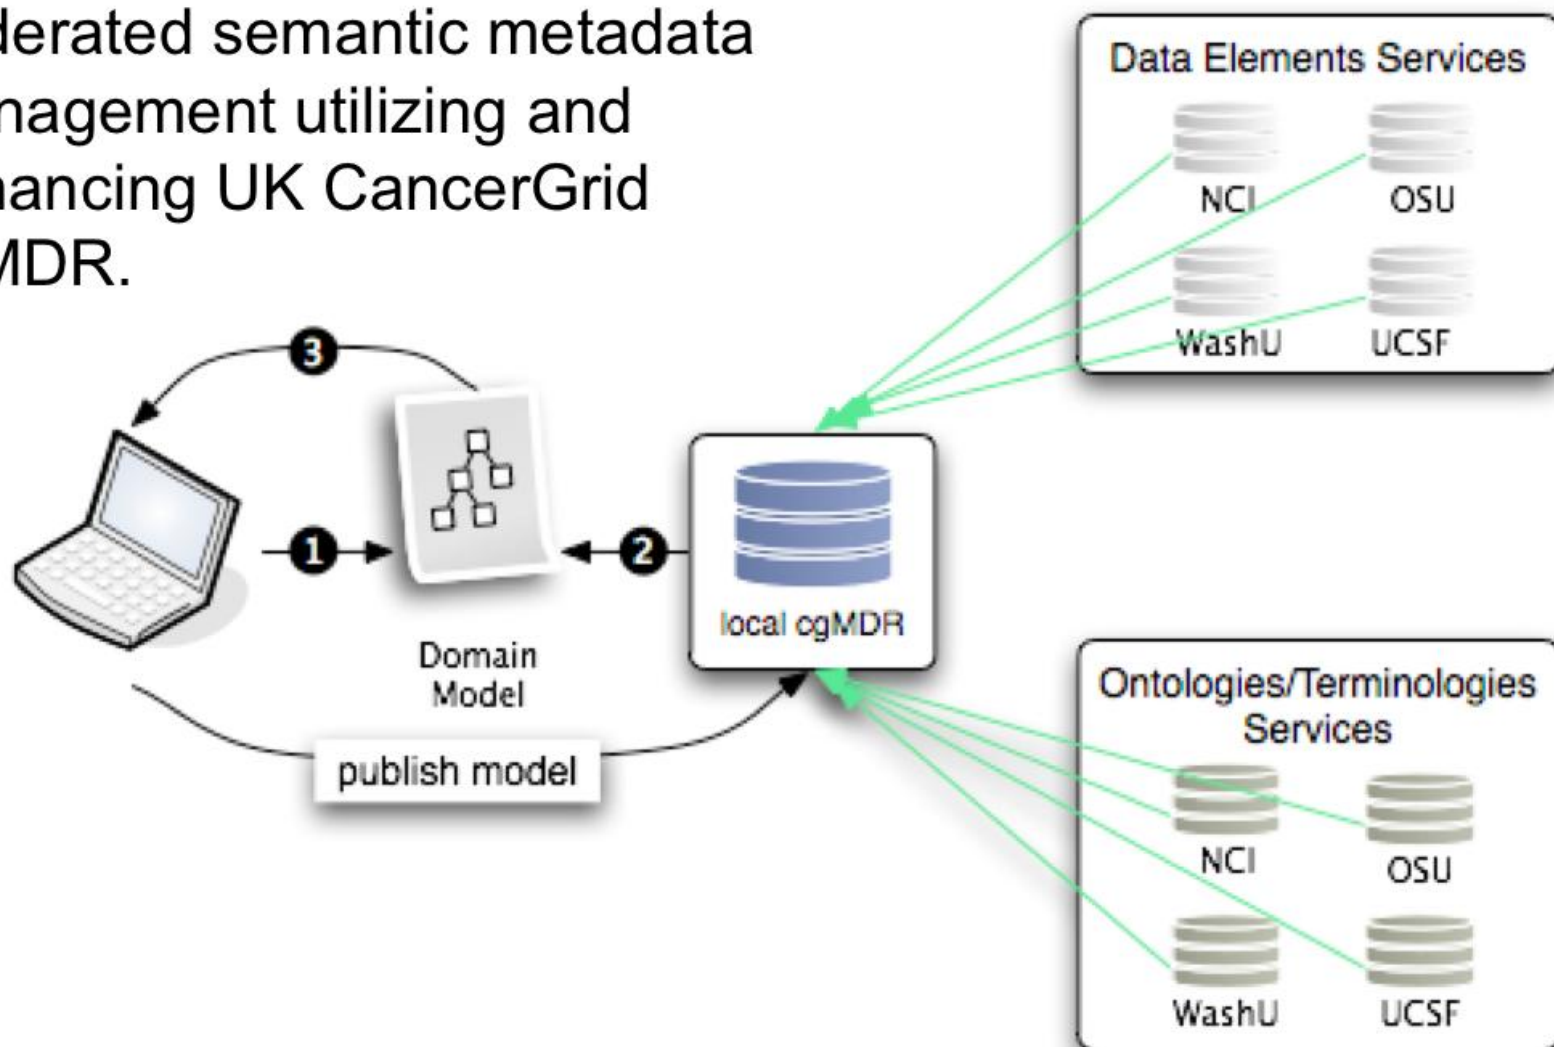 derated semantic metadata
nagement utilizing and
nancing UK CancerGrid
MDR.
Data Elements Services
NCI
OSU
WashU
UCSF
3
1
2
local cgMDR
Domain
Model
publish model
Ontologies/Terminologies
Services
NCI
OSU
WashU
UCSF